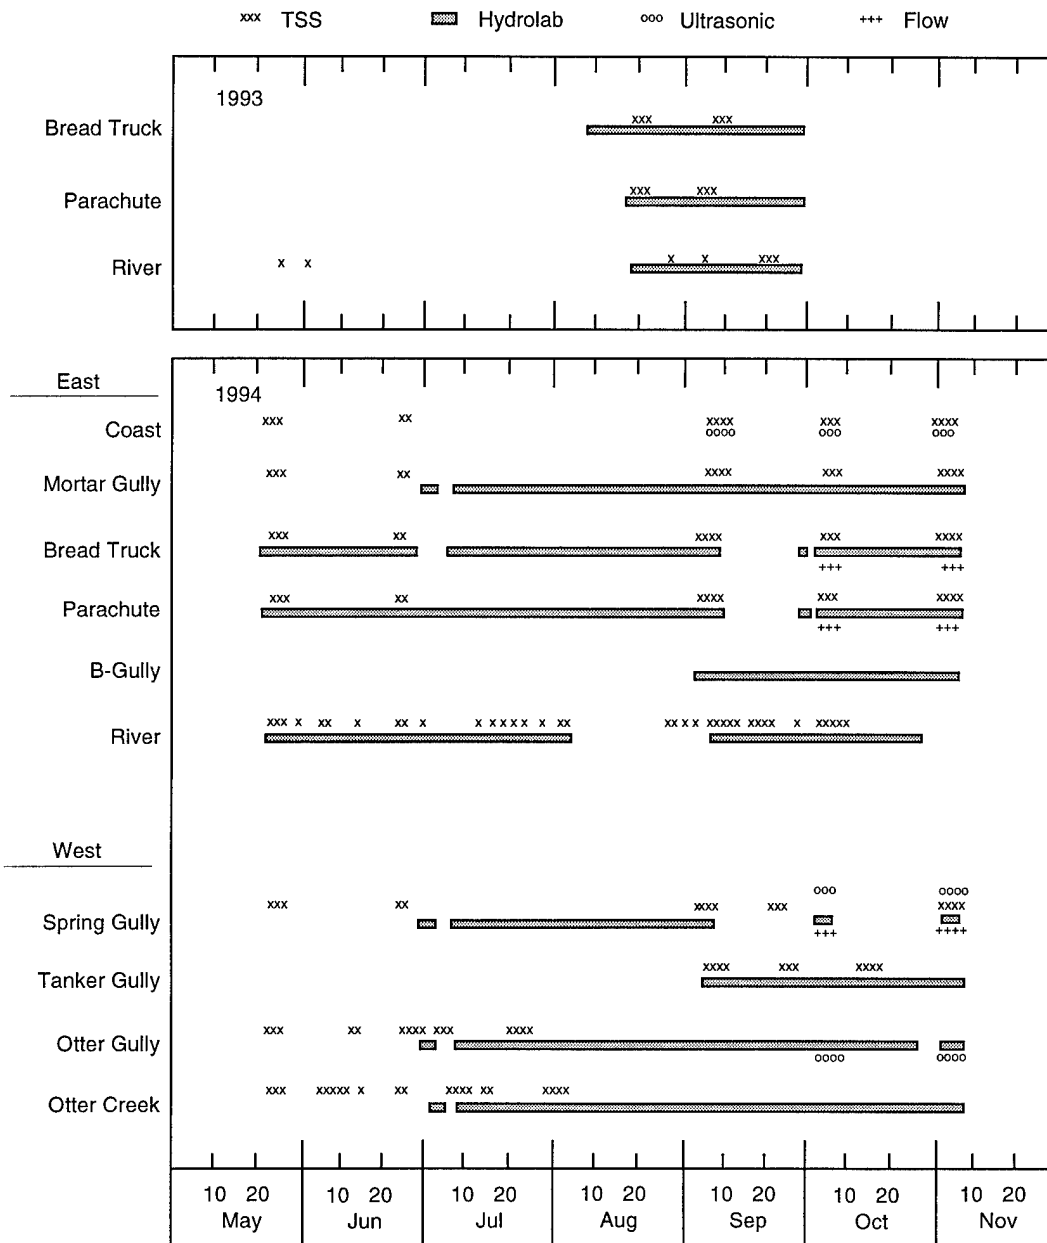 xxx TSS Hydrolab ooo Ultrasonic +++ Flow
1993
Bread Truck xxx xxx
Parachute xxx xxx
River x x x x xxx
East
1994
Coast xxx xx xxxx xxx xxxx
oooo ooo ooo
Mortar Gully xxx xx xxxx xxx xxxx
Bread Truck xxx xx xxxx xxx xxxx
+++ +++
Parachute xxx xx xxxx xxx xxxx
+++ +++
B-Gully
River xxx x xx x xx x x x x x x x xx xx x x xxxxx xxxx x xxxxx
West
ooo oooo
Spring Gully xxx xx xxxx xxx xxxx
+++ ++++
Tanker Gully xxxx xxx xxxx
Otter Gully xxx xx xxxx xxx xxxx
oooo oooo
Otter Creek xxx xxxxx x xx xxxx xx xxxx
10 20 10 20 10 20 10 20 10 20 10 20 10 20
May Jun Jul Aug Sep Oct Nov